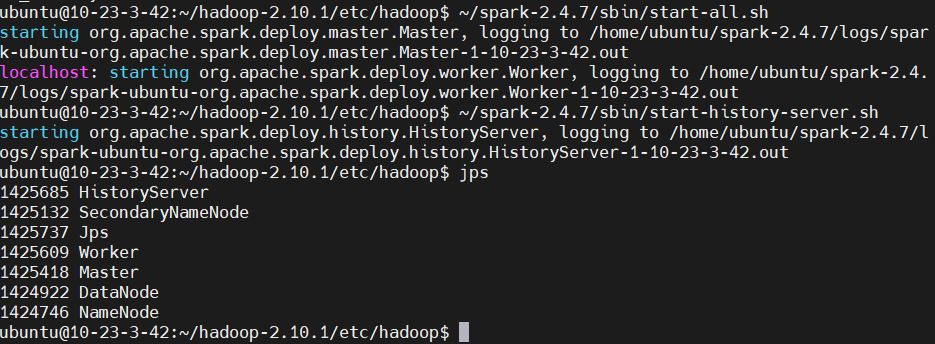 ubuntu@10-23-3-42:~/hadoop-2.10.1/etc/hadoop$ ~/spark-2.4.7/sbin/start-all.sh
starting org.apache.spark.deploy.master.Master, logging to /home/ubuntu/spark-2.4.7/logs/spar
k-ubuntu-org.apache.spark.deploy.master.Master-1-10-23-3-42.out
localhost: starting org.apache.spark.deploy.worker.Worker, logging to /home/ubuntu/spark-2.4.
7/logs/spark-ubuntu-org.apache.spark.deploy.worker.Worker-1-10-23-3-42.out
ubuntu@10-23-3-42:~/hadoop-2.10.1/etc/hadoop$ ~/spark-2.4.7/sbin/start-history-server.sh
starting org.apache.spark.deploy.history.HistoryServer, logging to /home/ubuntu/spark-2.4.7/l
ogs/spark-ubuntu-org.apache.spark.deploy.history.HistoryServer-1-10-23-3-42.out
ubuntu@10-23-3-42:~/hadoop-2.10.1/etc/hadoop$ jps
1425685 HistoryServer
1425132 SecondaryNameNode
1425737 Jps
1425609 Worker
1425418 Master
1424922 DataNode
1424746 NameNode
ubuntu@10-23-3-42:~/hadoop-2.10.1/etc/hadoop$